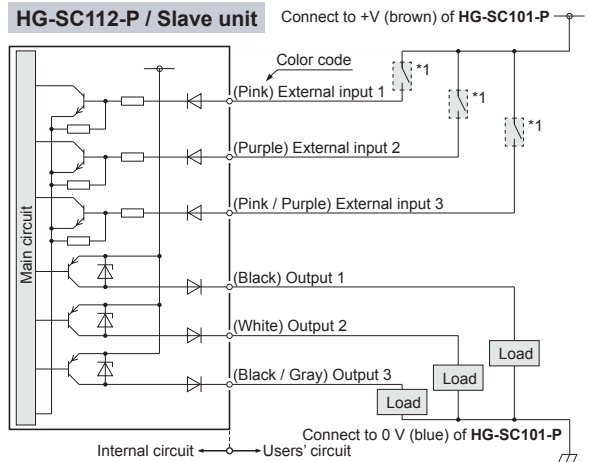 HG-SC112-P / Slave unit
Connect to +V (brown) of HG-SC101-P
Color code
*1
(Pink) External input 1
*1
(Purple) External input 2
*1
(Pink / Purple) External input 3
Main circuit
(Black) Output 1
(White) Output 2
Load
(Black / Gray) Output 3
Load
Load
Connect to 0 V (blue) of HG-SC101-P
Internal circuit
Users' circuit